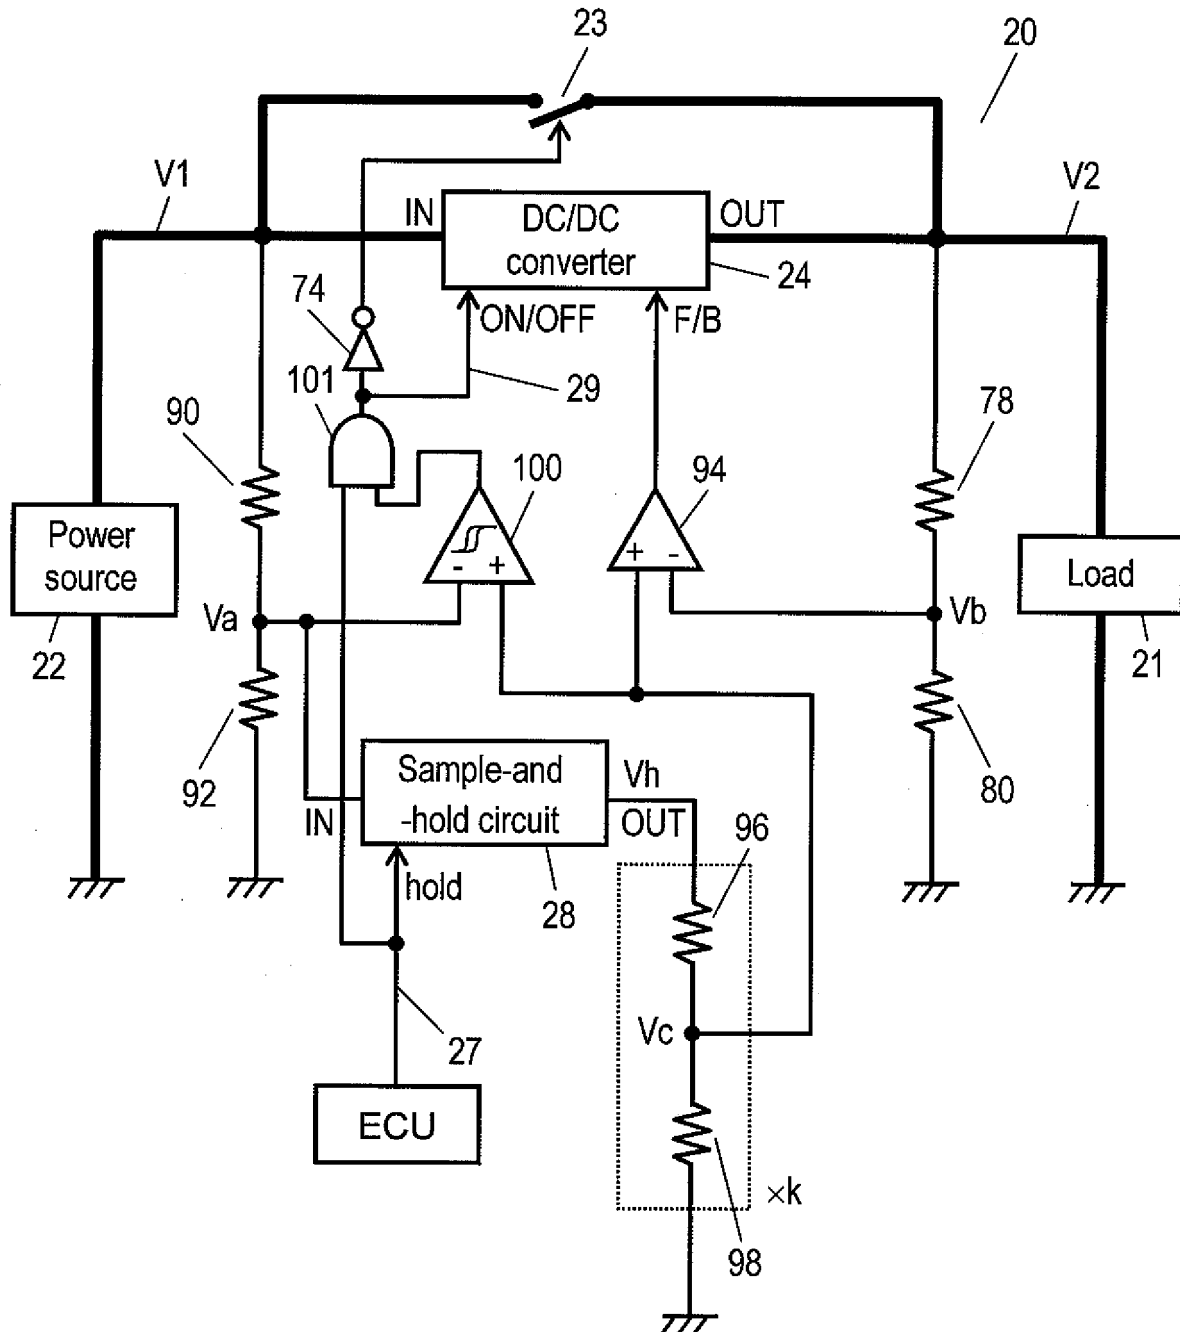 23
20
V1
V2
IN
DC/DC
converter
OUT
24
74
ON/OFF
F/B
101
29
90
78
100
94
Power
source
- +
+ -
Load
Va
Vb
22
21
92
Sample-and
-hold circuit
Vh
IN
OUT
80
96
hold
28
Vc
27
ECU
×k
98